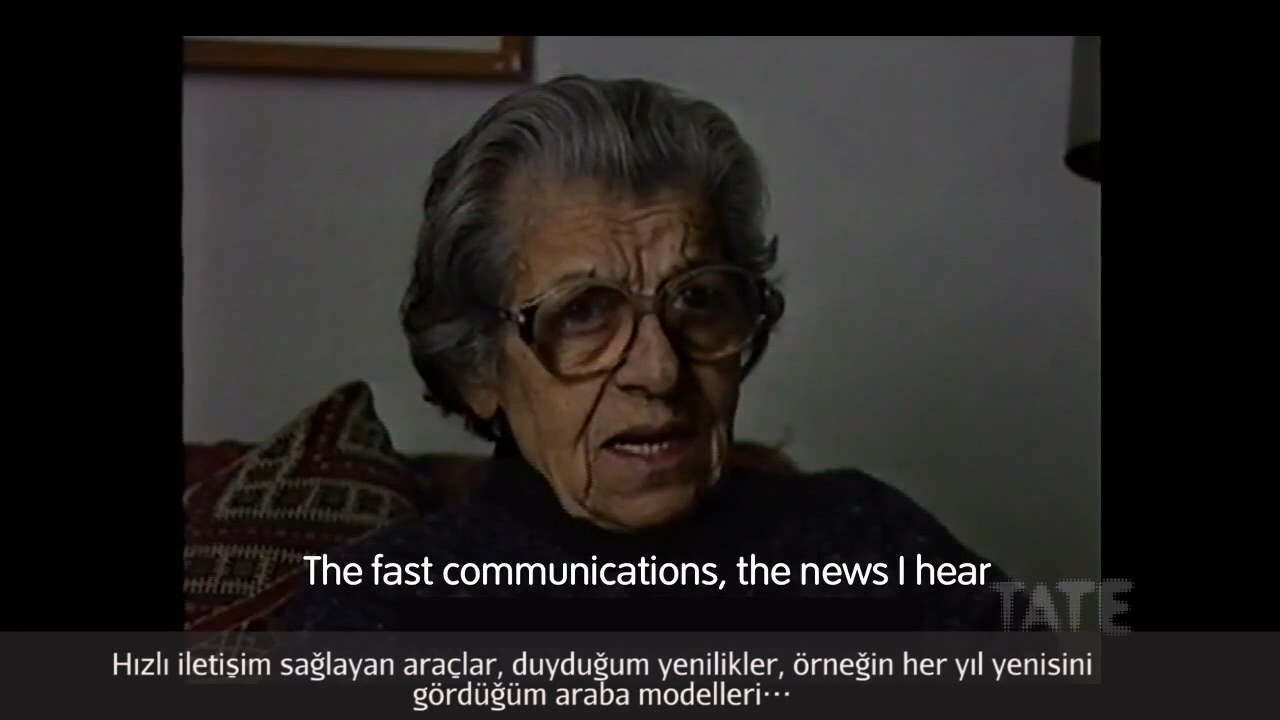 The fast communications, the news I hear
TATE
Hızlı iletişim sağlayan araçlar, duyduğum yenilikler, örneğin her yıl yenisini
gördüğüm araba modelleri…